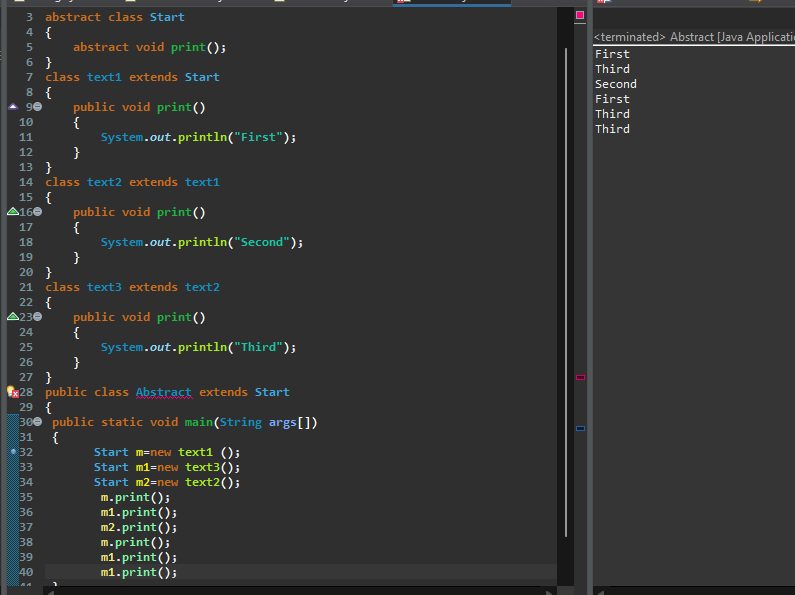 3 abstract class Start
4 {
5     abstract void print();
6 }
7 class text1 extends Start
8 {
9     public void print()
10     {
11         System.out.println("First");
12     }
13 }
14 class text2 extends text1
15 {
16     public void print()
17     {
18         System.out.println("Second");
19     }
20 }
21 class text3 extends text2
22 {
23     public void print()
24     {
25         System.out.println("Third");
26     }
27 }
28 public class Abstract extends Start
29 {
30  public static void main(String args[])
31  {
32        Start m=new text1 ();
33        Start m1=new text3();
34        Start m2=new text2();
35         m.print();
36         m1.print();
37         m2.print();
38         m.print();
39         m1.print();
40         m1.print();
<terminated> Abstract [Java Applicatio
First
Third
Second
First
Third
Third